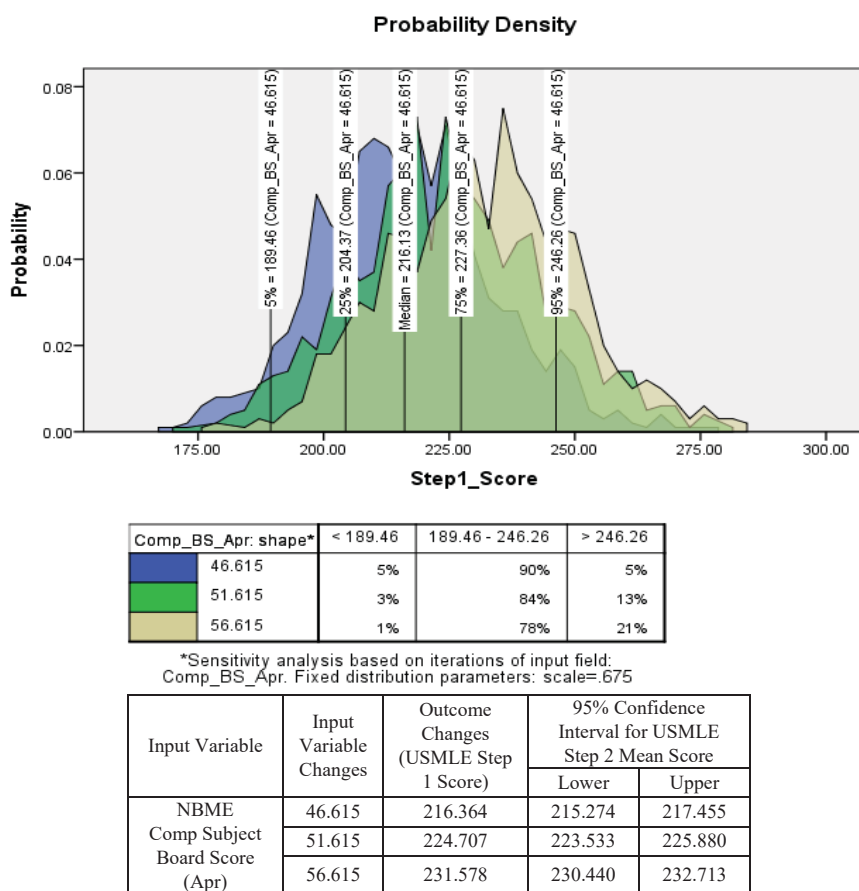 Probability Density
0.08
0.06
0.04
0.02
0.00
Probability
5% = 189.46 (Comp_BS_Apr = 46.615)
25% = 204.37 (Comp_BS_Apr = 46.615)
Median = 216.13 (Comp_BS_Apr = 46.615)
75% = 227.36 (Comp_BS_Apr = 46.615)
95% = 246.26 (Comp_BS_Apr = 46.615)
175.00 200.00 225.00 250.00 275.00 300.00
Step1_Score
Comp_BS_Apr: shape* < 189.46 189.46 - 246.26 > 246.26
46.615 5% 90% 5%
51.615 3% 84% 13%
56.615 1% 78% 21%
*Sensitivity analysis based on iterations of input field:
Comp_BS_Apr. Fixed distribution parameters: scale=.675
Input Variable
Input
Variable
Changes
Outcome
Changes
(USMLE Step
1 Score)
95% Confidence
Interval for USMLE
Step 2 Mean Score
Lower Upper
NBME
Comp Subject
Board Score
(Apr)
46.615 216.364 215.274 217.455
51.615 224.707 223.533 225.880
56.615 231.578 230.440 232.713